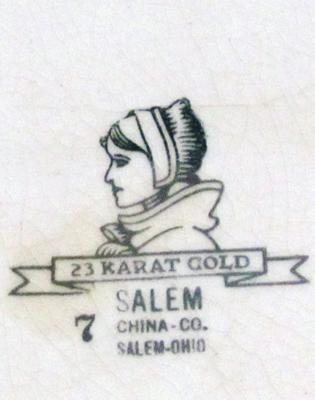 23 KARAT GOLD
SALEM
7 CHINA-CO.
SALEM-OHIO